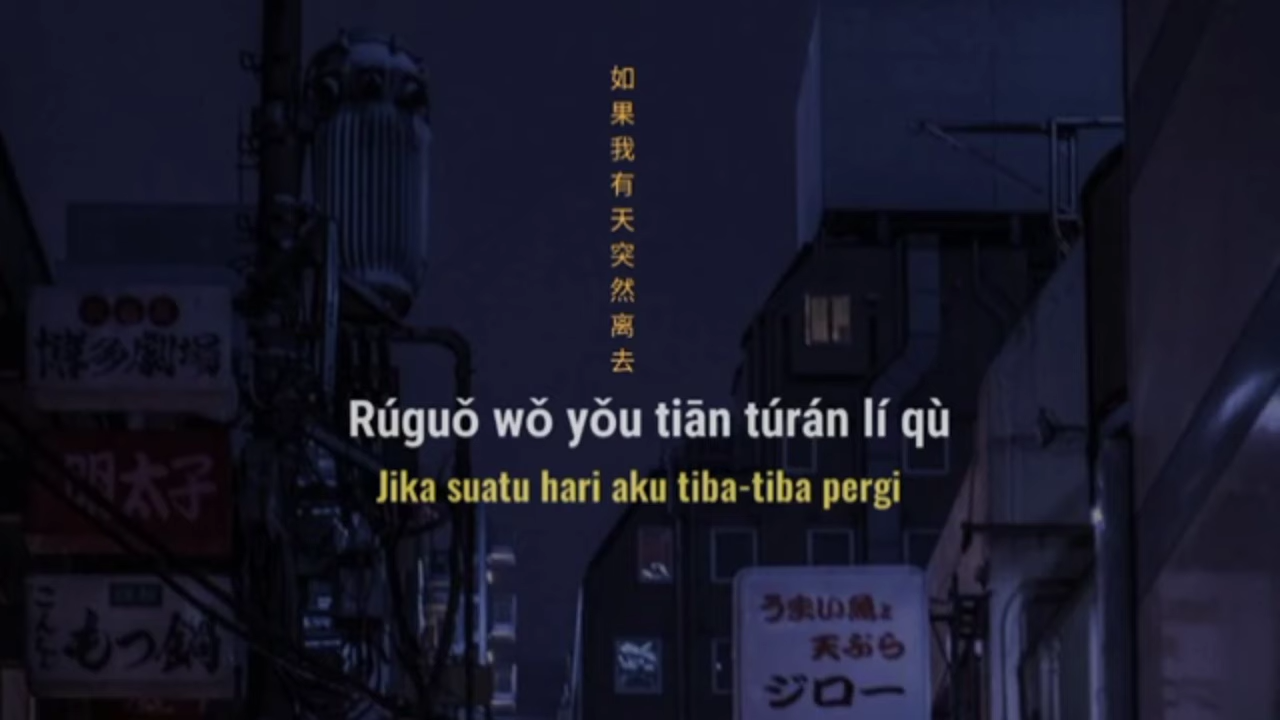 如果我有天突然离去
Rúguǒ wǒ yǒu tiān túrán lí qù
Jika suatu hari aku tiba-tiba pergi
博多劇場
明太子
もつ鍋
うまい魚と
天ぷら
ジロー